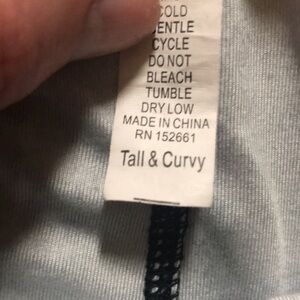 COLD
GENTLE
CYCLE
DO NOT
BLEACH
TUMBLE
DRY LOW
MADE IN CHINA
RN 152661
Tall & Curvy